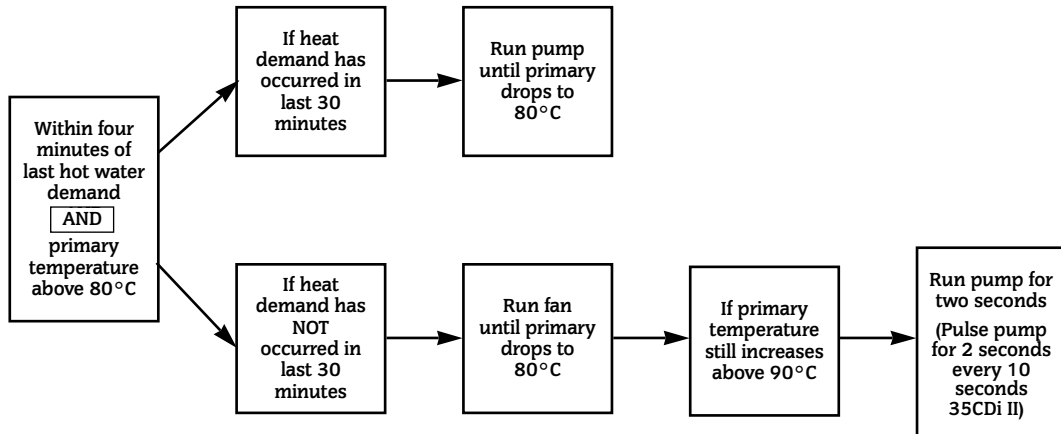 Within four
minutes of
last hot water
demand
AND
primary
temperature
above 80°C
If heat
demand has
occurred in
last 30
minutes
Run pump
until primary
drops to
80°C
If heat
demand has
NOT
occurred in
last 30
minutes
Run fan
until primary
drops to
80°C
If primary
temperature
still increases
above 90°C
Run pump for
two seconds
(Pulse pump
for 2 seconds
every 10
seconds
35CDi II)